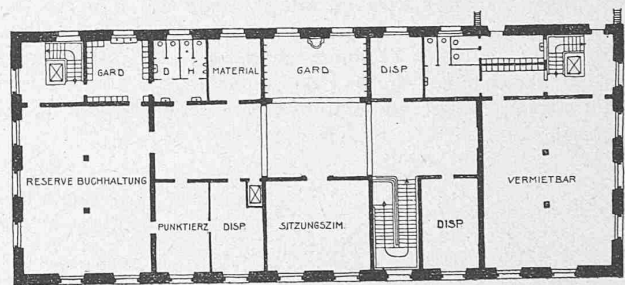 GARD
D
H
MATERIAL
GARD
DISP
RESERVE BUCHHALTUNG
VERMIETBAR
PUNKTIERZ
DISP.
SITZUNGSZIM.
DISP